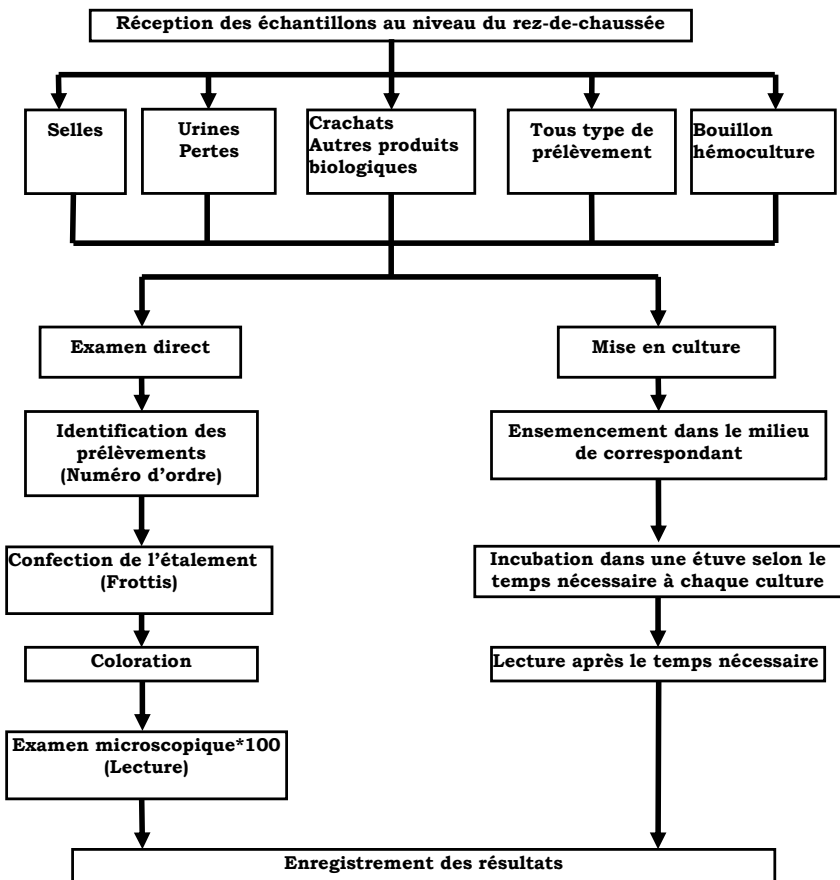 Réception des échantillons au niveau du rez-de-chaussée
Selles
Urines
Pertes
Crachats
Autres produits
biologiques
Tous type de
prélèvement
Bouillon
hémoculture
Examen direct
Mise en culture
Identification des
prélèvements
(Numéro d’ordre)
Ensemencement dans le milieu
de correspondant
Confection de l’étalement
(Frottis)
Incubation dans une étuve selon le
temps nécessaire à chaque culture
Coloration
Lecture après le temps nécessaire
Examen microscopique*100
(Lecture)
Enregistrement des résultats